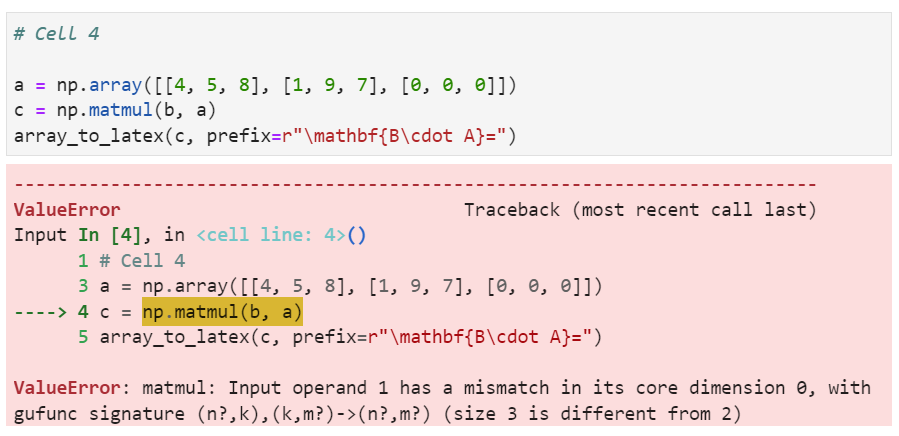 # Cell 4
a = np.array([[4, 5, 8], [1, 9, 7], [0, 0, 0]])
c = np.matmul(b, a)
array_to_latex(c, prefix=r"\mathbf{B\cdot A}=")
---------------------------------------------------------------------------
ValueError                                Traceback (most recent call last)
Input In [4], in <cell line: 4>()
      1 # Cell 4
      3 a = np.array([[4, 5, 8], [1, 9, 7], [0, 0, 0]])
----> 4 c = np.matmul(b, a)
      5 array_to_latex(c, prefix=r"\mathbf{B\cdot A}=")
ValueError: matmul: Input operand 1 has a mismatch in its core dimension 0, with
gufunc signature (n?,k),(k,m?)->(n?,m?) (size 3 is different from 2)